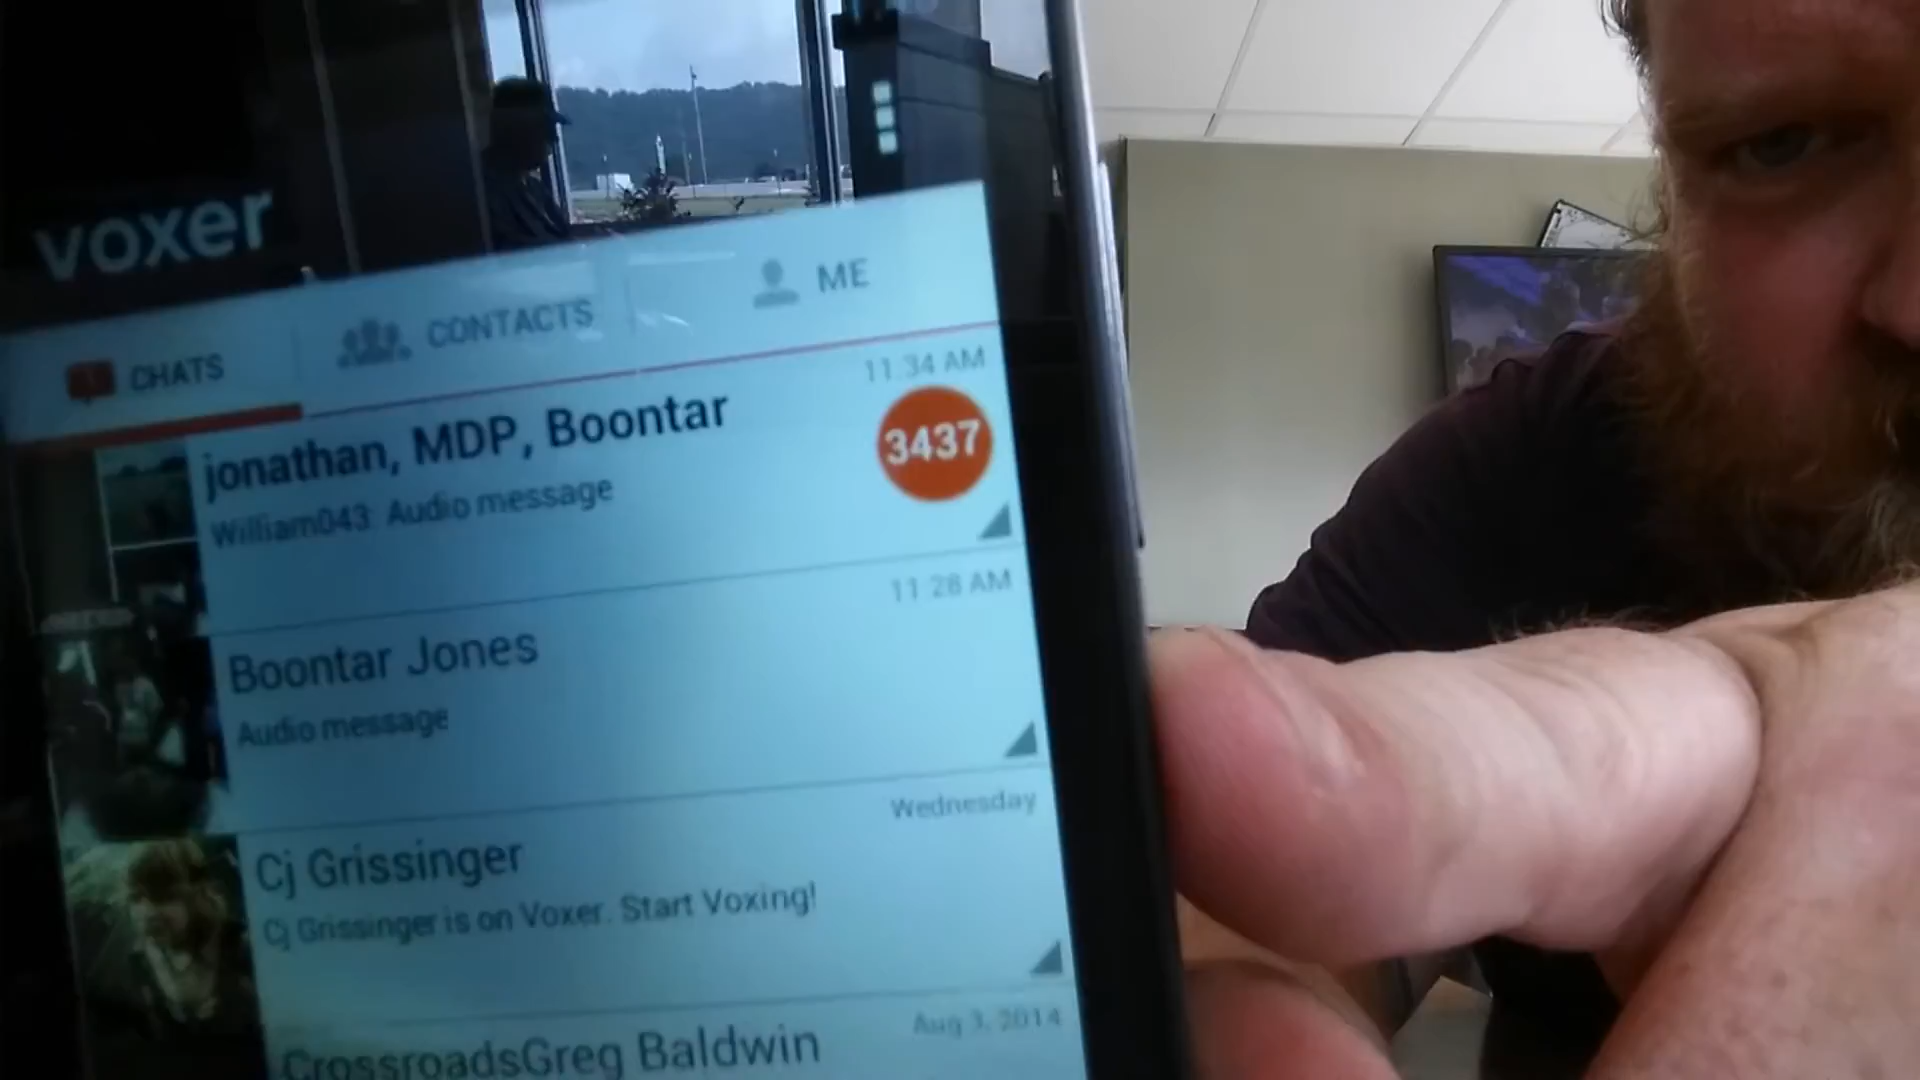 voxer
CHATS
CONTACTS
ME
11:34 AM
jonathan, MDP, Boontar
3437
William043: Audio message
11:28 AM
Boontar Jones
Audio message
Wednesday
Cj Grissinger
Cj Grissinger is on Voxer. Start Voxing!
Aug 3, 2014
CrossroadsGreg Baldwin